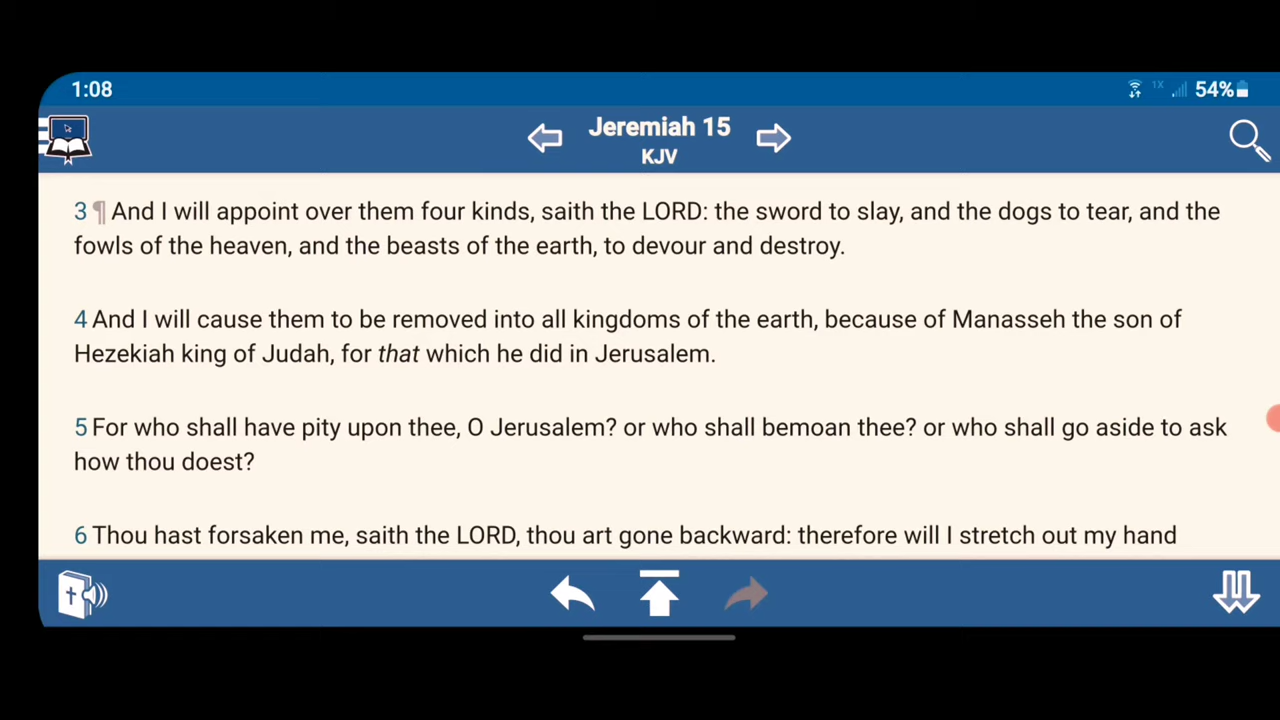 1:08
1X
54%
Jeremiah 15
KJV
3 ¶ And I will appoint over them four kinds, saith the LORD: the sword to slay, and the dogs to tear, and the
fowls of the heaven, and the beasts of the earth, to devour and destroy.
4 And I will cause them to be removed into all kingdoms of the earth, because of Manasseh the son of
Hezekiah king of Judah, for that which he did in Jerusalem.
5 For who shall have pity upon thee, O Jerusalem? or who shall bemoan thee? or who shall go aside to ask
how thou doest?
6 Thou hast forsaken me, saith the LORD, thou art gone backward: therefore will I stretch out my hand